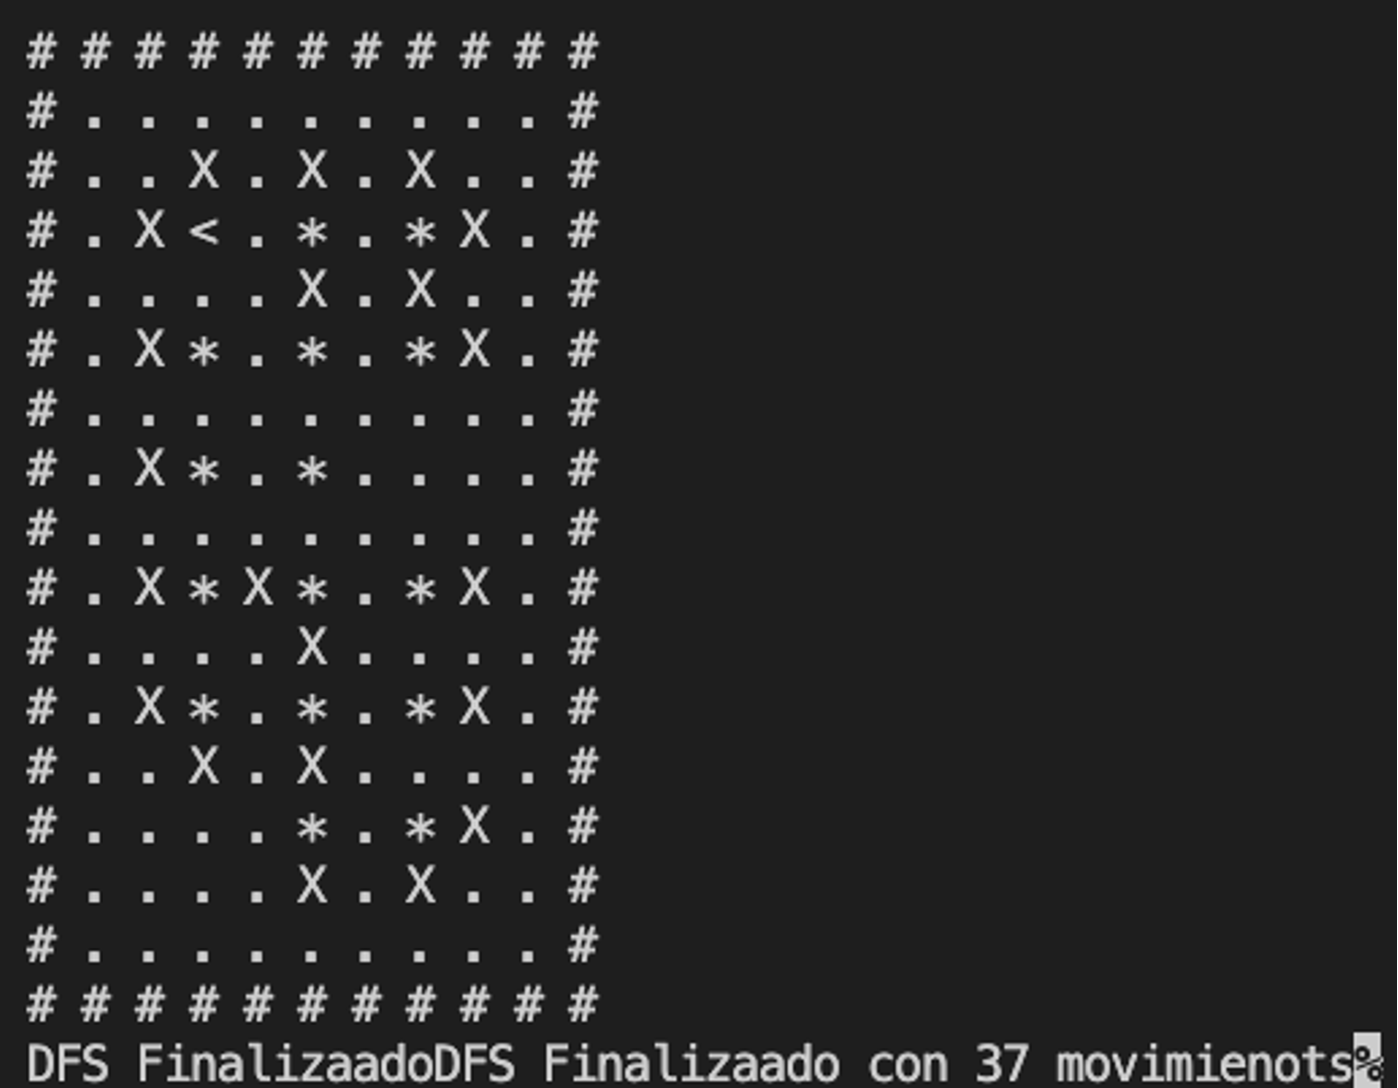 # # # # # # # # # # #
# . . . . . . . . . #
# . . X . X . X . . #
# . X < . * . * X . #
# . . . . X . X . . #
# . X * . * . * X . #
# . . . . . . . . . #
# . X * . * . . . . #
# . . . . . . . . . #
# . X * X * . * X . #
# . . . . X . . . . #
# . X * . * . * X . #
# . . X . X . . . . #
# . . . . * . * X . #
# . . . . X . X . . #
# . . . . . . . . . #
# # # # # # # # # # #
DFS FinalizaadoDFS Finalizaado con 37 movimienots%